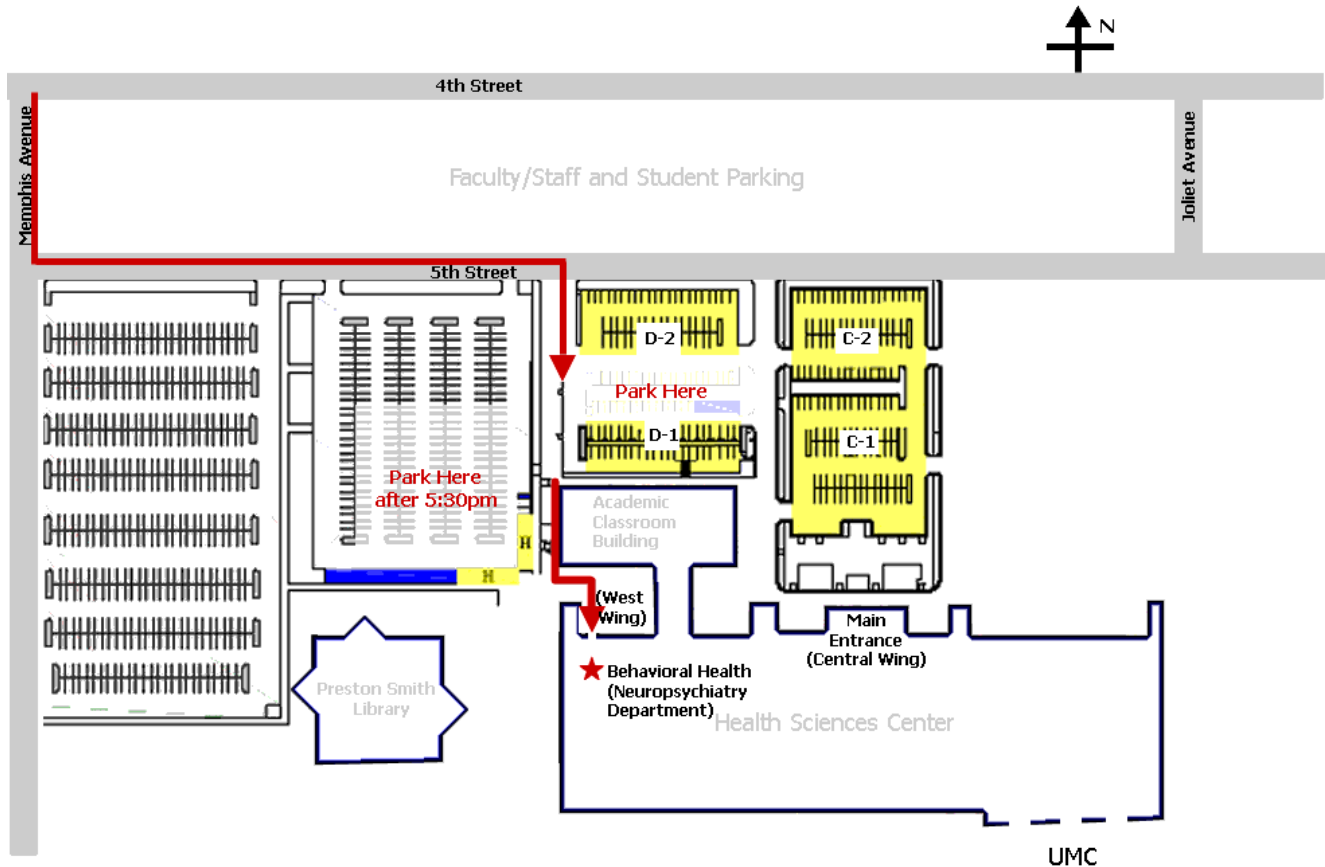 N
4th Street
Memphis Avenue
Joliet Avenue
Faculty/Staff and Student Parking
5th Street
D-2
C-2
Park Here
D-1
C-1
Park Here
after 5:30pm
Academic
Classroom
Building
H
H
(West
Wing)
Main
Entrance
(Central Wing)
Behavioral Health
(Neuropsychiatry
Department)
Preston Smith
Library
Health Sciences Center
UMC